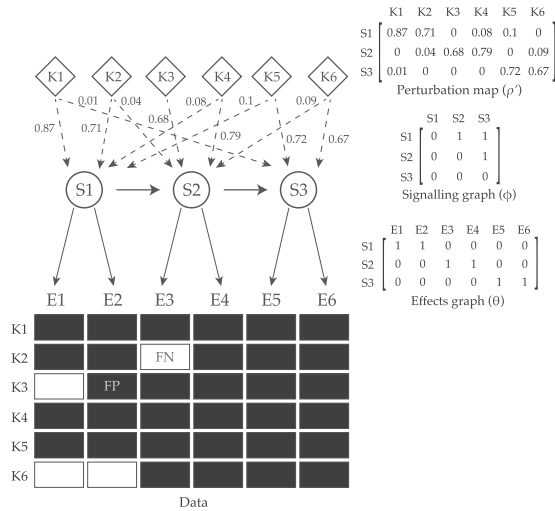 K1 K2 K3 K4 K5 K6
0.01 0.04 0.08 0.1 0.09
0.87 0.71 0.68 0.79 0.72 0.67
S1 S2 S3
E1 E2 E3 E4 E5 E6
K1
K2 FN
K3 FP
K4
K5
K6
Data
K1 K2 K3 K4 K5 K6
S1 0.87 0.71 0 0.08 0.1 0
S2 0 0.04 0.68 0.79 0 0.09
S3 0.01 0 0 0 0.72 0.67
Perturbation map (ρ′)
S1 S2 S3
S1 0 1 1
S2 0 0 1
S3 0 0 0
Signalling graph (ϕ)
E1 E2 E3 E4 E5 E6
S1 1 1 0 0 0 0
S2 0 0 1 1 0 0
S3 0 0 0 0 1 1
Effects graph (θ)